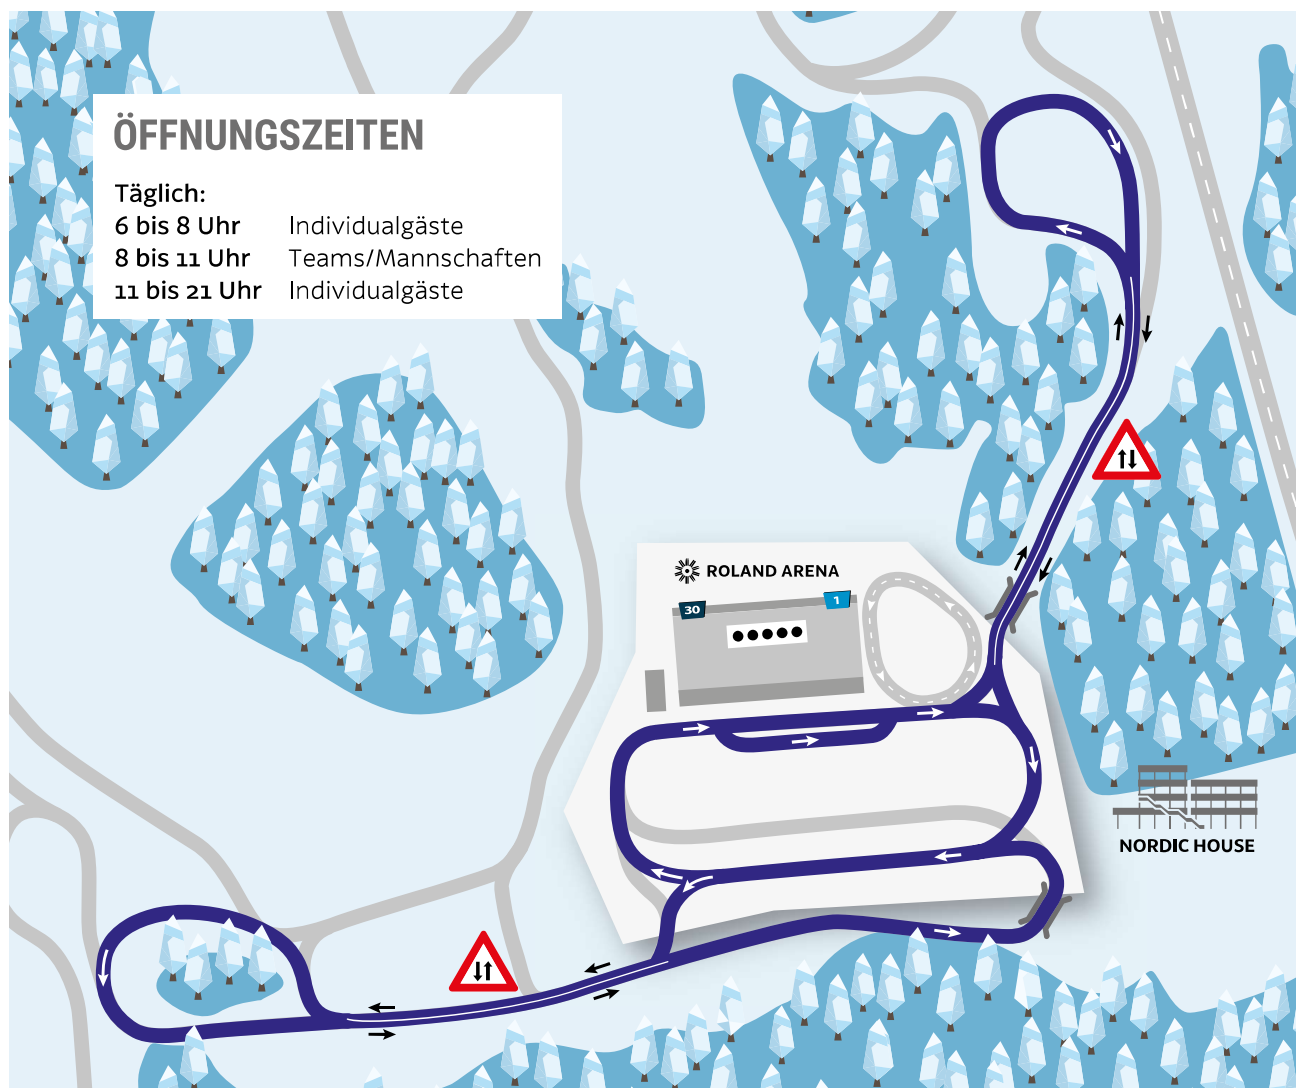 ÖFFNUNGSZEITEN
Täglich:
6 bis 8 Uhr Individualgäste
8 bis 11 Uhr Teams/Mannschaften
11 bis 21 Uhr Individualgäste
ROLAND ARENA
30
1
NORDIC HOUSE